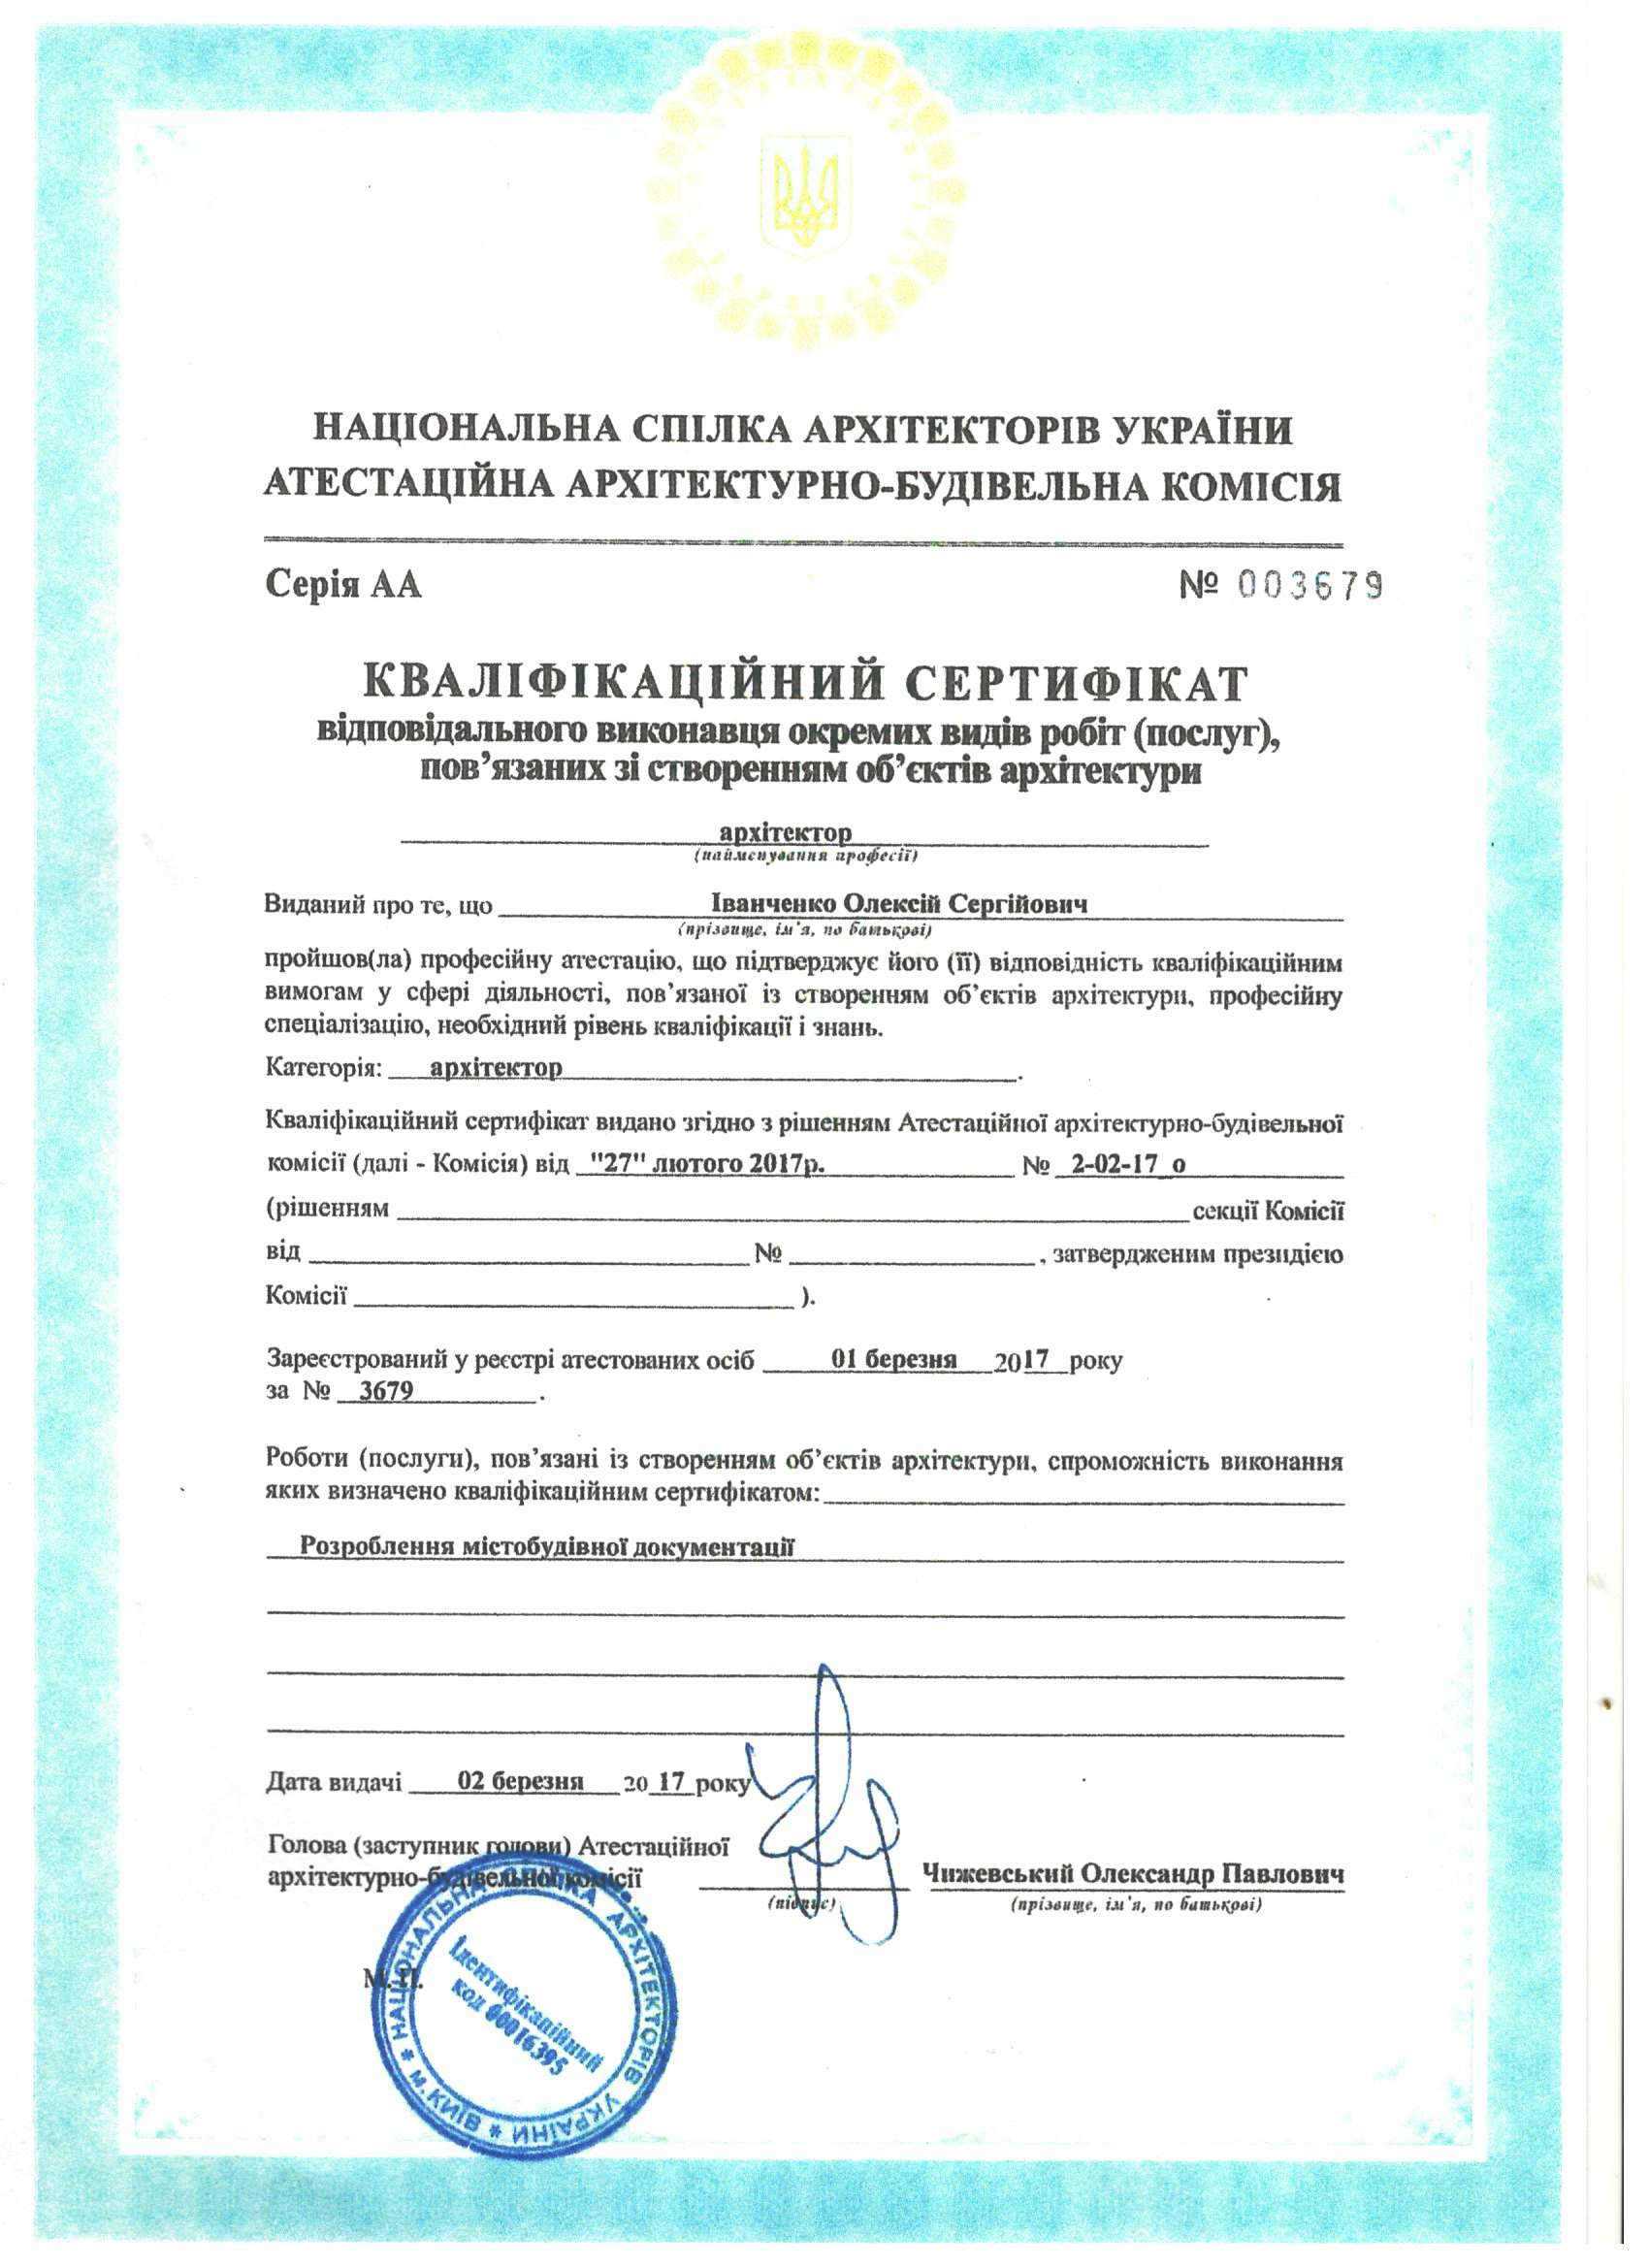 НАЦІОНАЛЬНА СПІЛКА АРХІТЕКТОРІВ УКРАЇНИ
АТЕСТАЦІЙНА АРХІТЕКТУРНО-БУДІВЕЛЬНА КОМІСІЯ
Серія АА № 003679
КВАЛІФІКАЦІЙНИЙ СЕРТИФІКАТ
відповідального виконавця окремих видів робіт (послуг),
пов’язаних зі створенням об’єктів архітектури
архітектор
(найменування професії)
Виданий про те, що Іванченко Олексій Сергійович
(прізвище, ім'я, по батькові)
пройшов(ла) професійну атестацію, що підтверджує його (її) відповідність кваліфікаційним
вимогам у сфері діяльності, пов’язаної із створенням об’єктів архітектури, професійну
спеціалізацію, необхідний рівень кваліфікації і знань.
Категорія: архітектор.
Кваліфікаційний сертифікат видано згідно з рішенням Атестаційної архітектурно-будівельної
комісії (далі - Комісія) від "27" лютого 2017р. № 2-02-17 о
(рішенням секції Комісії
від № , затвердженим президією
Комісії ).
Зареєстрований у реєстрі атестованих осіб 01 березня 2017 року
за № 3679.
Роботи (послуги), пов’язані із створенням об’єктів архітектури, спроможність виконання
яких визначено кваліфікаційним сертифікатом:
Розроблення містобудівної документації
Дата видачі 02 березня 20 17 року
Голова (заступник голови) Атестаційної
архітектурно-будівельної комісії Чижевський Олександр Павлович
(підпис) (прізвище, ім'я, по батькові)
М. П.
НАЦІОНАЛЬНА СПІЛКА АРХІТЕКТОРІВ УКРАЇНИ * м.КИЇВ *
Ідентифікаційний
код 00016395